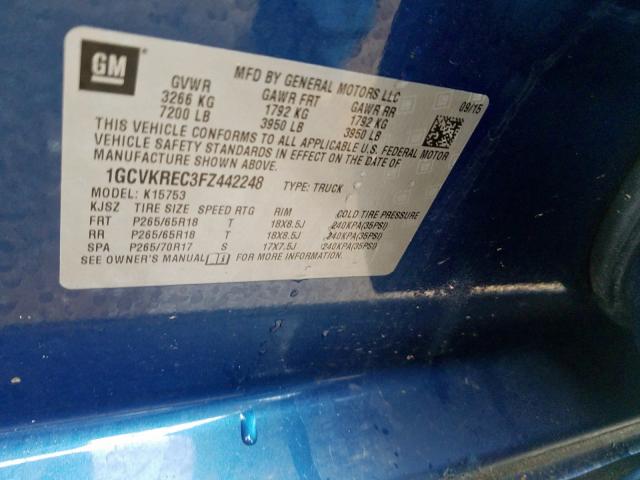 GM
MFD BY GENERAL MOTORS LLC
GVWR GAWR FRT GAWR RR 09/15
3266 KG 1792 KG 1792 KG
7200 LB 3950 LB 3950 LB
THIS VEHICLE CONFORMS TO ALL APPLICABLE U.S. FEDERAL MOTOR
VEHICLE SAFETY STANDARDS IN EFFECT ON THE DATE OF
MANUFACTURE SHOWN ABOVE.
1GCVKREC3FZ442248 TYPE: TRUCK
MODEL: K15753
KJSZ TIRE SIZE SPEED RTG RIM COLD TIRE PRESSURE
FRT P265/65R18 T 18X8.5J 240KPA(35PSI)
RR P265/65R18 T 18X8.5J 240KPA(35PSI)
SPA P265/70R17 S 17X7.5J 240KPA(35PSI)
SEE OWNER'S MANUAL FOR MORE INFORMATION.